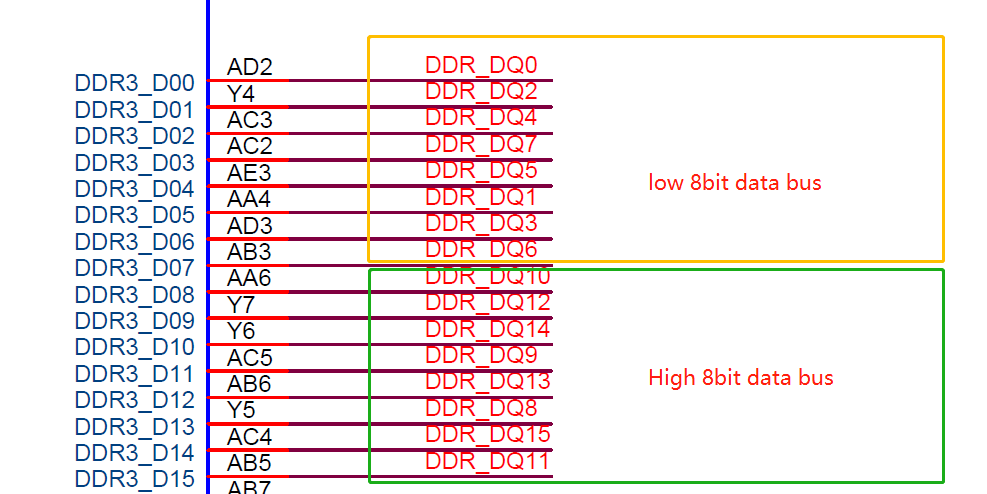 AD2 DDR_DQ0
DDR3_D00
Y4 DDR_DQ2
DDR3_D01
AC3 DDR_DQ4
DDR3_D02
AC2 DDR_DQ7
DDR3_D03
AE3 DDR_DQ5
DDR3_D04
low 8bit data bus
AA4 DDR_DQ1
DDR3_D05
AD3 DDR_DQ3
DDR3_D06
AB3 DDR_DQ6
DDR3_D07
AA6 DDR_DQ10
DDR3_D08
Y7 DDR_DQ12
DDR3_D09
Y6 DDR_DQ14
DDR3_D10
AC5 DDR_DQ9
DDR3_D11
High 8bit data bus
AB6 DDR_DQ13
DDR3_D12
Y5 DDR_DQ8
DDR3_D13
AC4 DDR_DQ15
DDR3_D14
AB5 DDR_DQ11
DDR3_D15
AB7